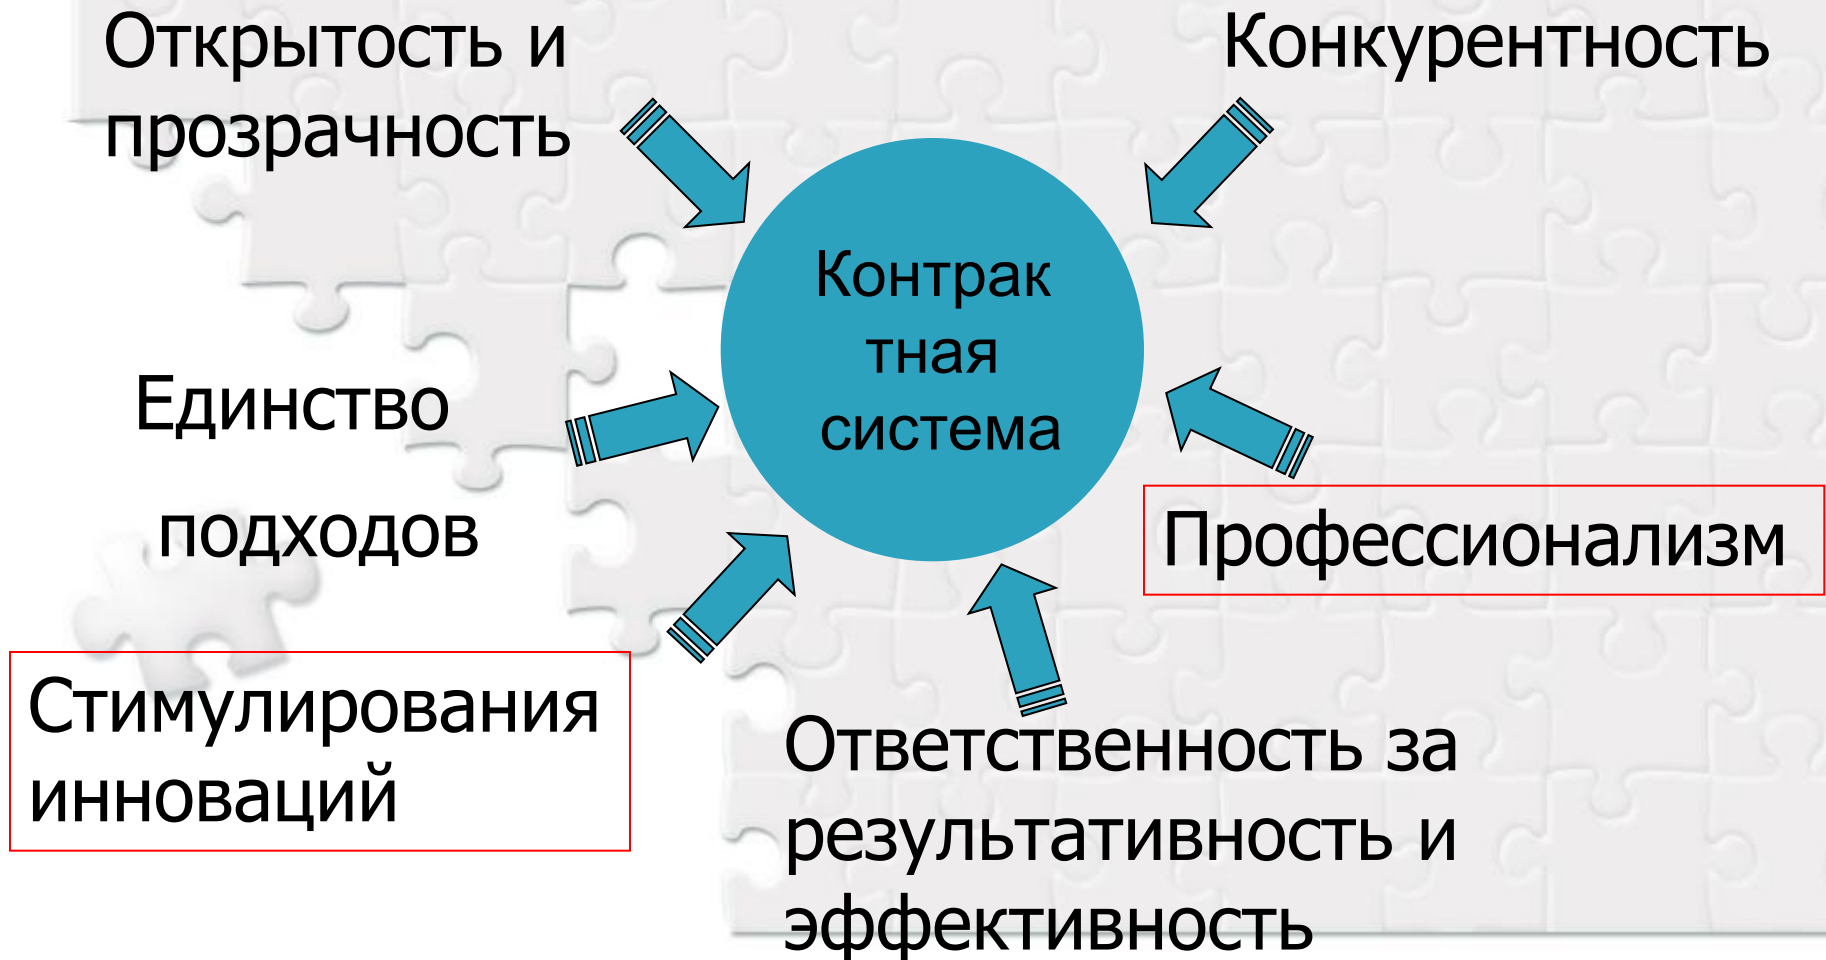 Открытость и
прозрачность
Конкурентность
Контрак
тная
система
Единство
подходов
Профессионализм
Стимулирования
инноваций
Ответственность за
результативность и
эффективность